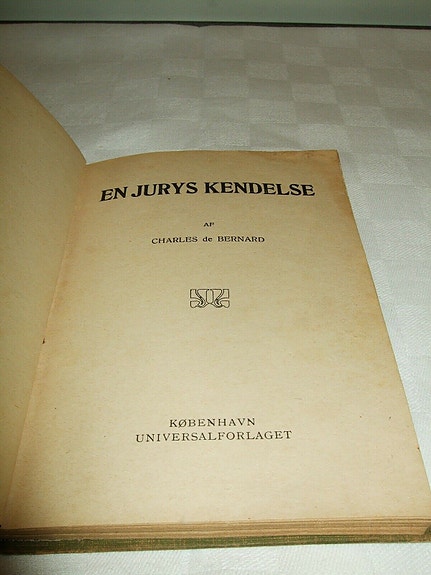 EN JURYS KENDELSE
AF
CHARLES de BERNARD
KØBENHAVN
UNIVERSALFORLAGET